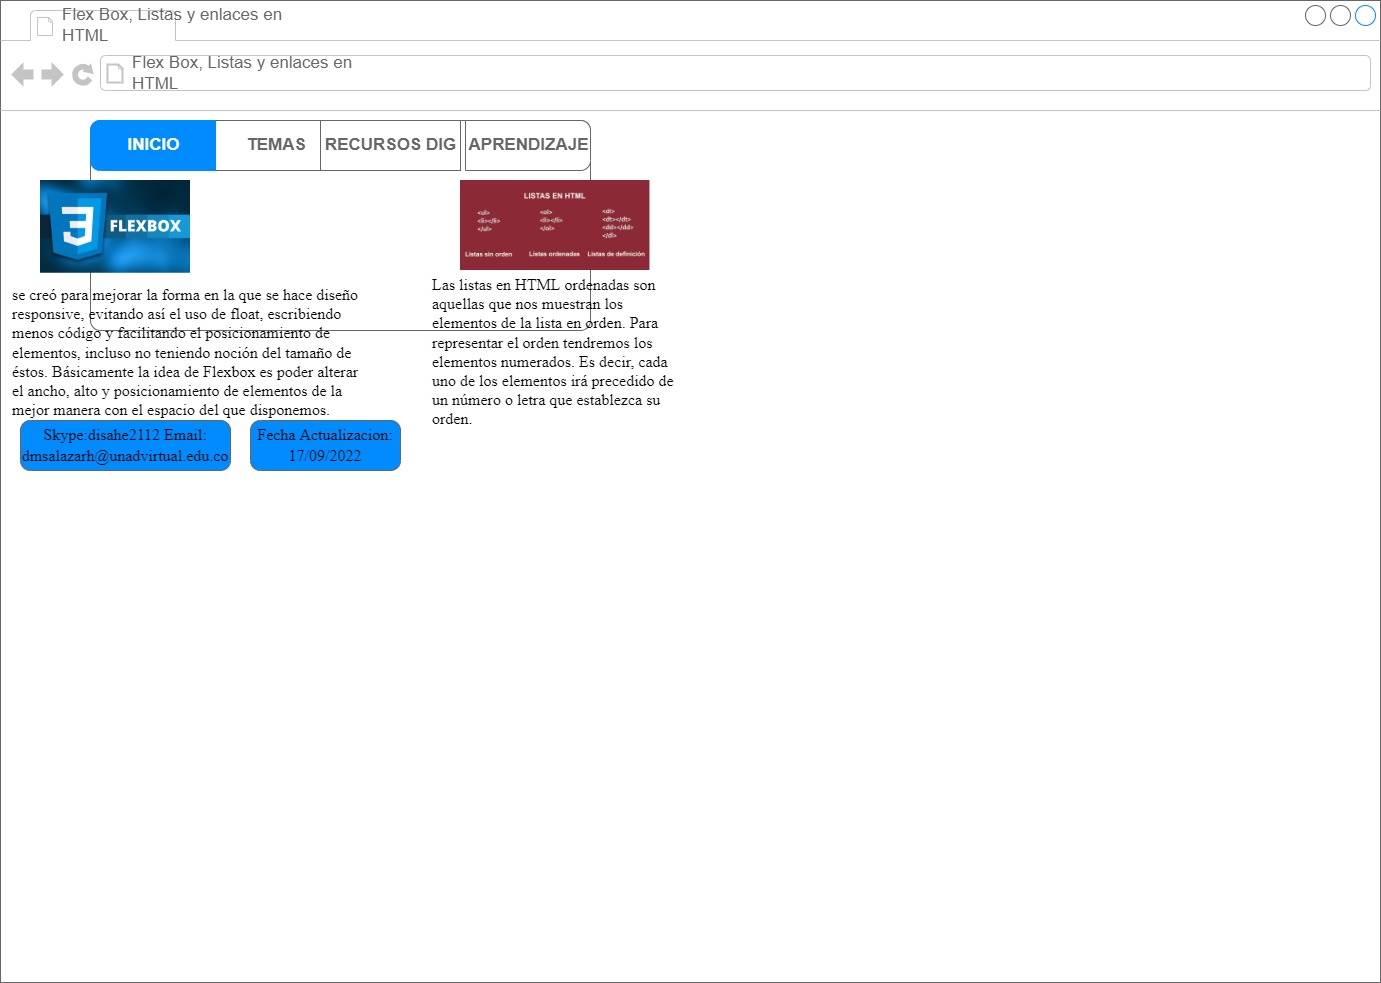 Flex Box, Listas y enlaces en
HTML
Flex Box, Listas y enlaces en
HTML
INICIO
TEMAS
RECURSOS DIG
APRENDIZAJE
3
FLEXBOX
LISTAS EN HTML
<ul>
<li></li>
</ul>
<ol>
<li></li>
</ol>
<dl>
<dt></dt>
<dd></dd>
</dl>
Listas sin orden
Listas ordenadas
Listas de definición
se creó para mejorar la forma en la que se hace diseño
responsive, evitando así el uso de float, escribiendo
menos código y facilitando el posicionamiento de
elementos, incluso no teniendo noción del tamaño de
éstos. Básicamente la idea de Flexbox es poder alterar
el ancho, alto y posicionamiento de elementos de la
mejor manera con el espacio del que disponemos.
Las listas en HTML ordenadas son
aquellas que nos muestran los
elementos de la lista en orden. Para
representar el orden tendremos los
elementos numerados. Es decir, cada
uno de los elementos irá precedido de
un número o letra que establezca su
orden.
Skype:disahe2112 Email:
dmsalazarh@unadvirtual.edu.co
Fecha Actualizacion:
17/09/2022